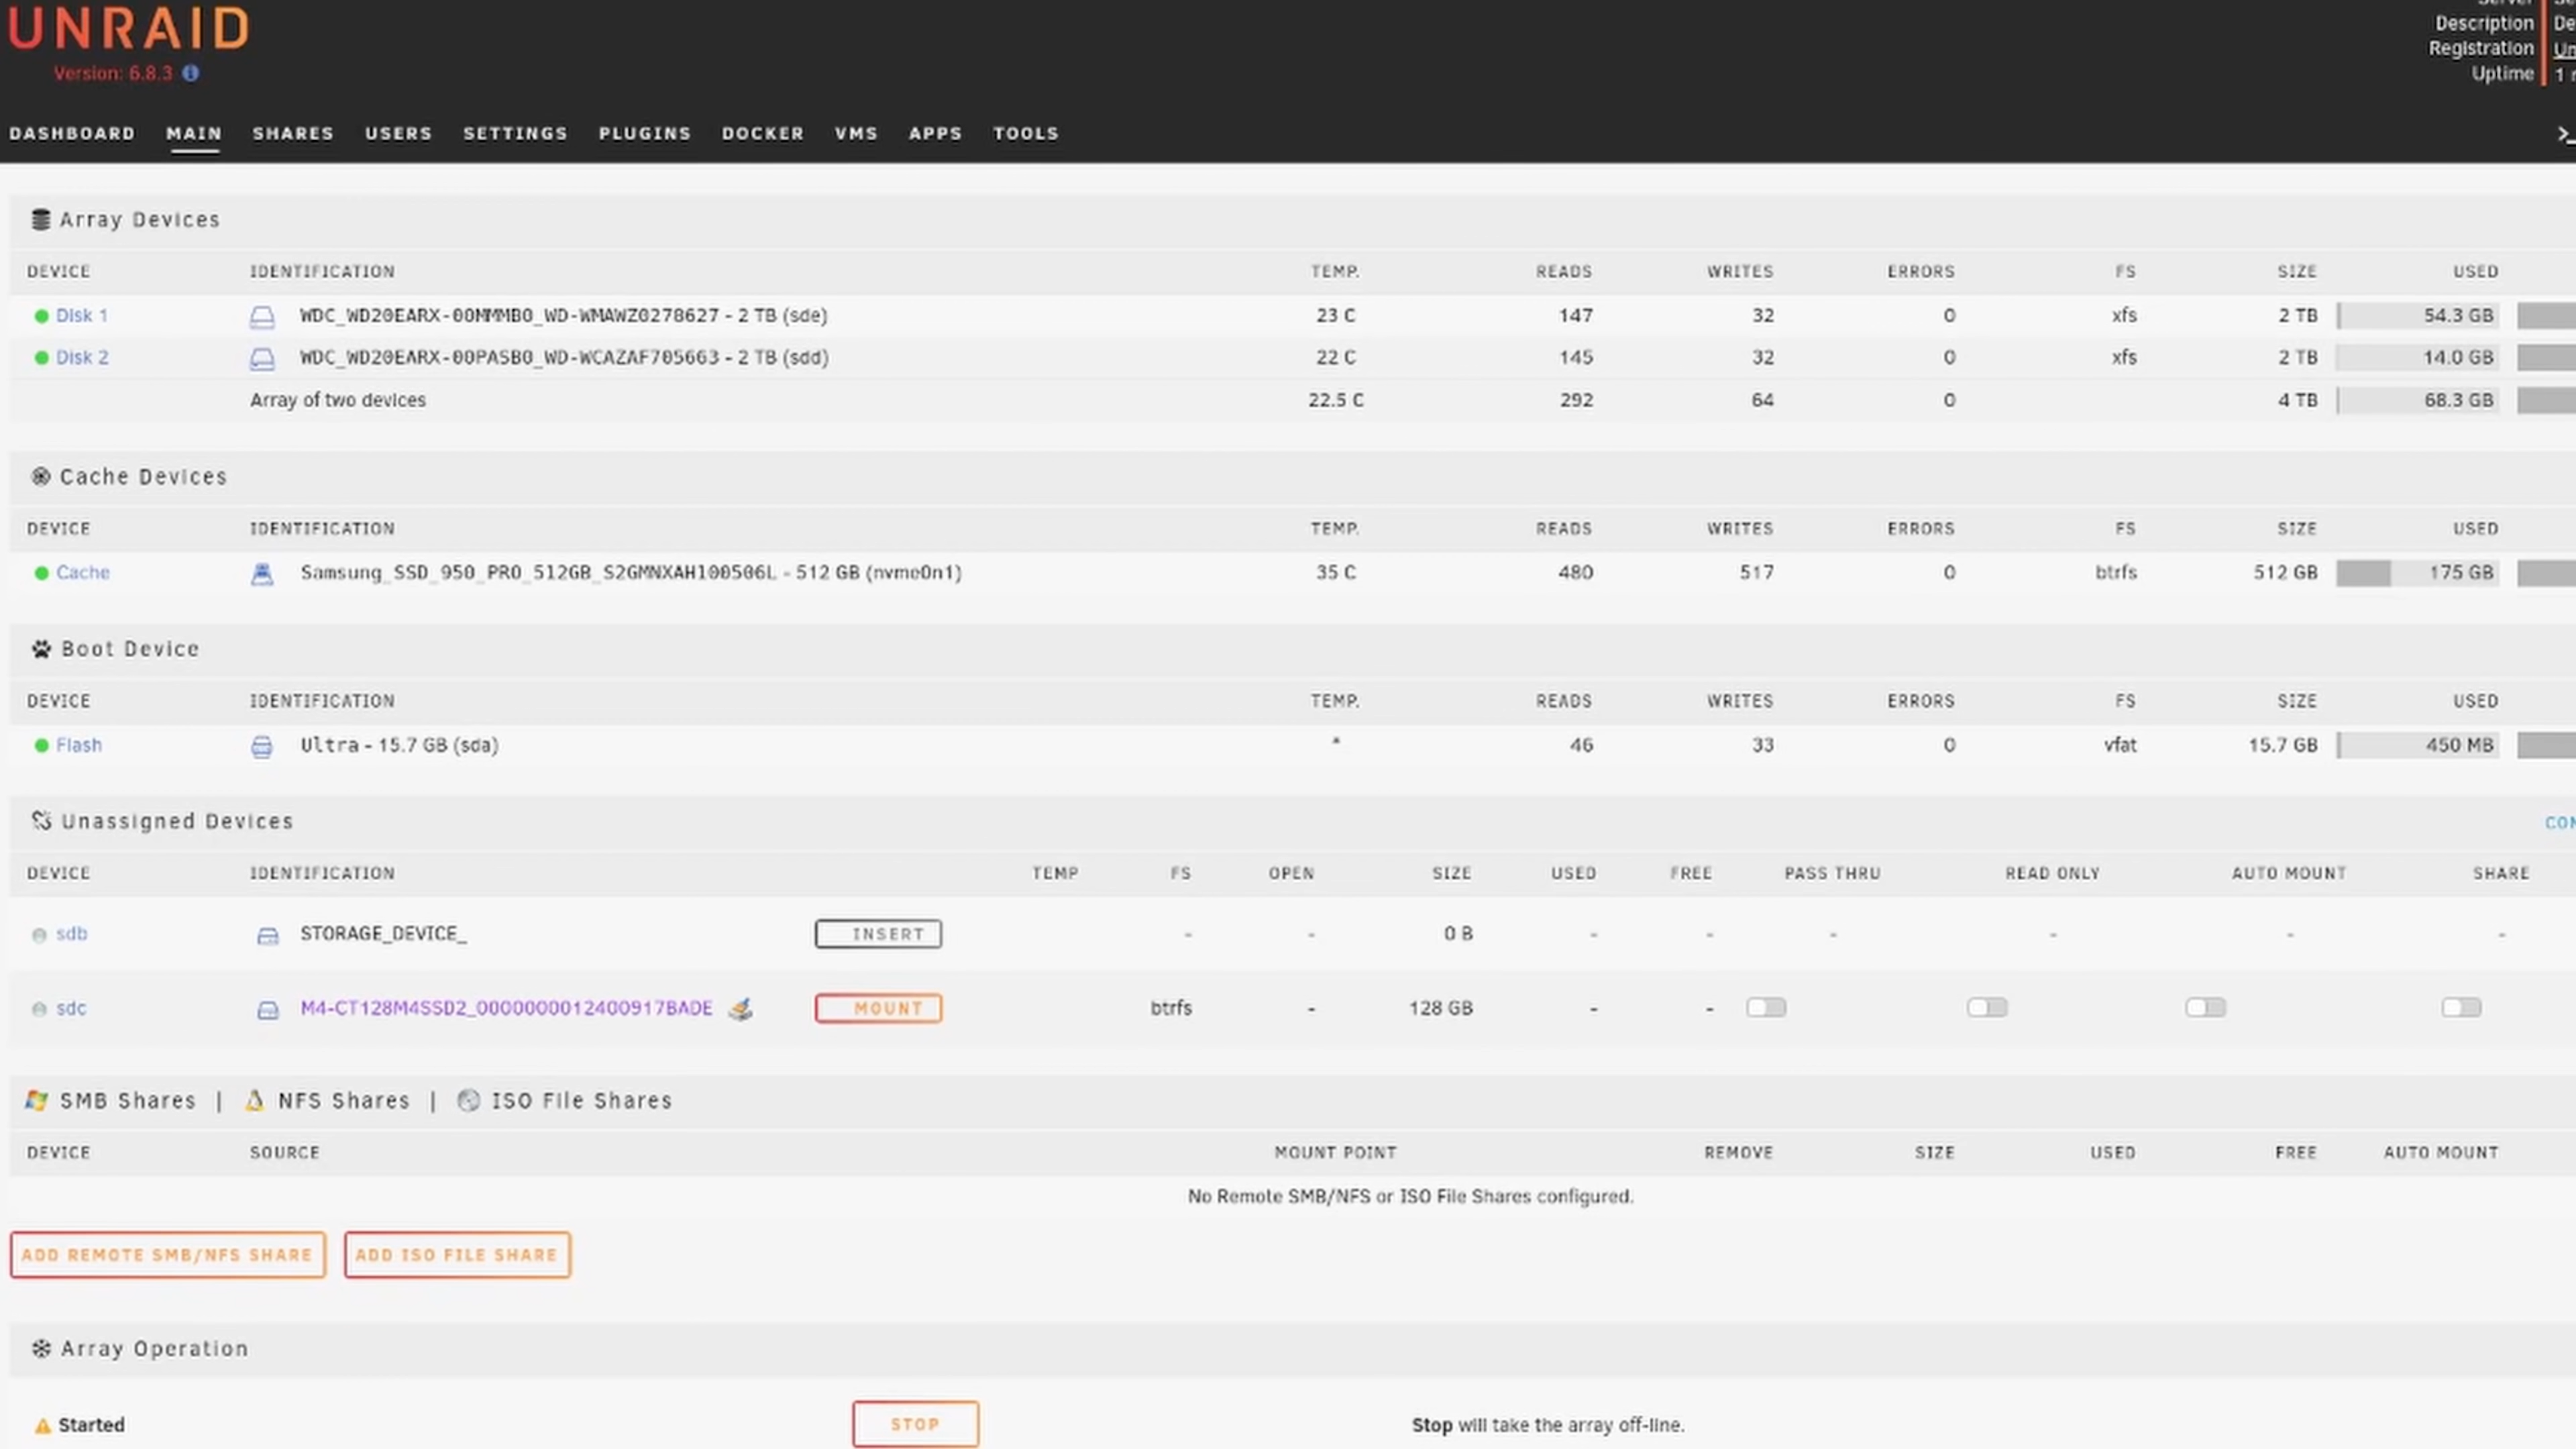 UNRAID
Version: 6.8.3
Description
Registration
Uptime
DASHBOARD MAIN SHARES USERS SETTINGS PLUGINS DOCKER VMS APPS TOOLS
Array Devices
DEVICE IDENTIFICATION TEMP. READS WRITES ERRORS FS SIZE USED
Disk 1 WDC_WD20EARX-00MMMB0_WD-WMAWZ0278627 - 2 TB (sde) 23 C 147 32 0 xfs 2 TB 54.3 GB
Disk 2 WDC_WD20EARX-00PASB0_WD-WCAZAF705663 - 2 TB (sdd) 22 C 145 32 0 xfs 2 TB 14.0 GB
Array of two devices 22.5 C 292 64 0 4 TB 68.3 GB
Cache Devices
DEVICE IDENTIFICATION TEMP. READS WRITES ERRORS FS SIZE USED
Cache Samsung_SSD_950_PRO_512GB_S2GMNXAH100506L - 512 GB (nvme0n1) 35 C 480 517 0 btrfs 512 GB 175 GB
Boot Device
DEVICE IDENTIFICATION TEMP. READS WRITES ERRORS FS SIZE USED
Flash Ultra - 15.7 GB (sda) * 46 33 0 vfat 15.7 GB 450 MB
Unassigned Devices
DEVICE IDENTIFICATION TEMP FS OPEN SIZE USED FREE PASS THRU READ ONLY AUTO MOUNT SHARE
sdb STORAGE_DEVICE_ INSERT - - 0 B - - - - - -
sdc M4-CT128M4SSD2_0000000012400917BADE MOUNT btrfs - 128 GB - -
SMB Shares | NFS Shares | ISO File Shares
DEVICE SOURCE MOUNT POINT REMOVE SIZE USED FREE AUTO MOUNT
No Remote SMB/NFS or ISO File Shares configured.
ADD REMOTE SMB/NFS SHARE ADD ISO FILE SHARE
Array Operation
Started STOP Stop will take the array off-line.